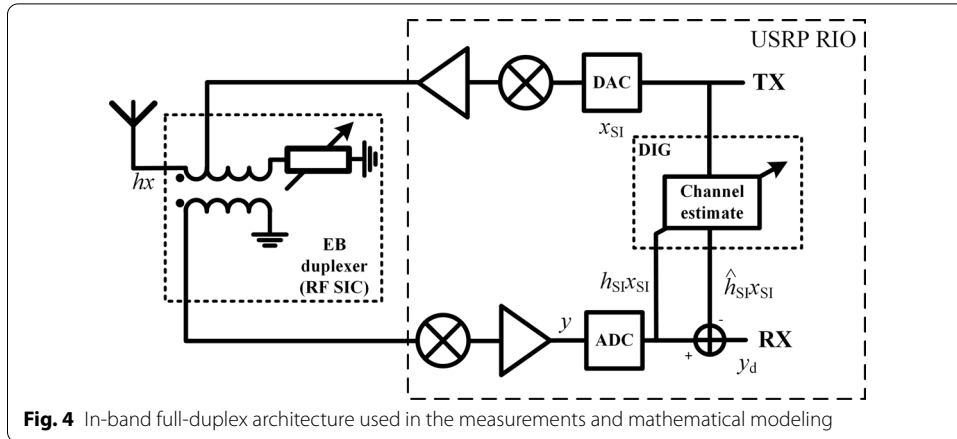 USRP RIO
DAC
TX
x_SI
DIG
Channel
estimate
hx
EB
duplexer
(RF SIC)
h_SI x_SI
ĥ_SI x_SI
y
ADC
-
+
RX
y_d
Fig. 4 In-band full-duplex architecture used in the measurements and mathematical modeling